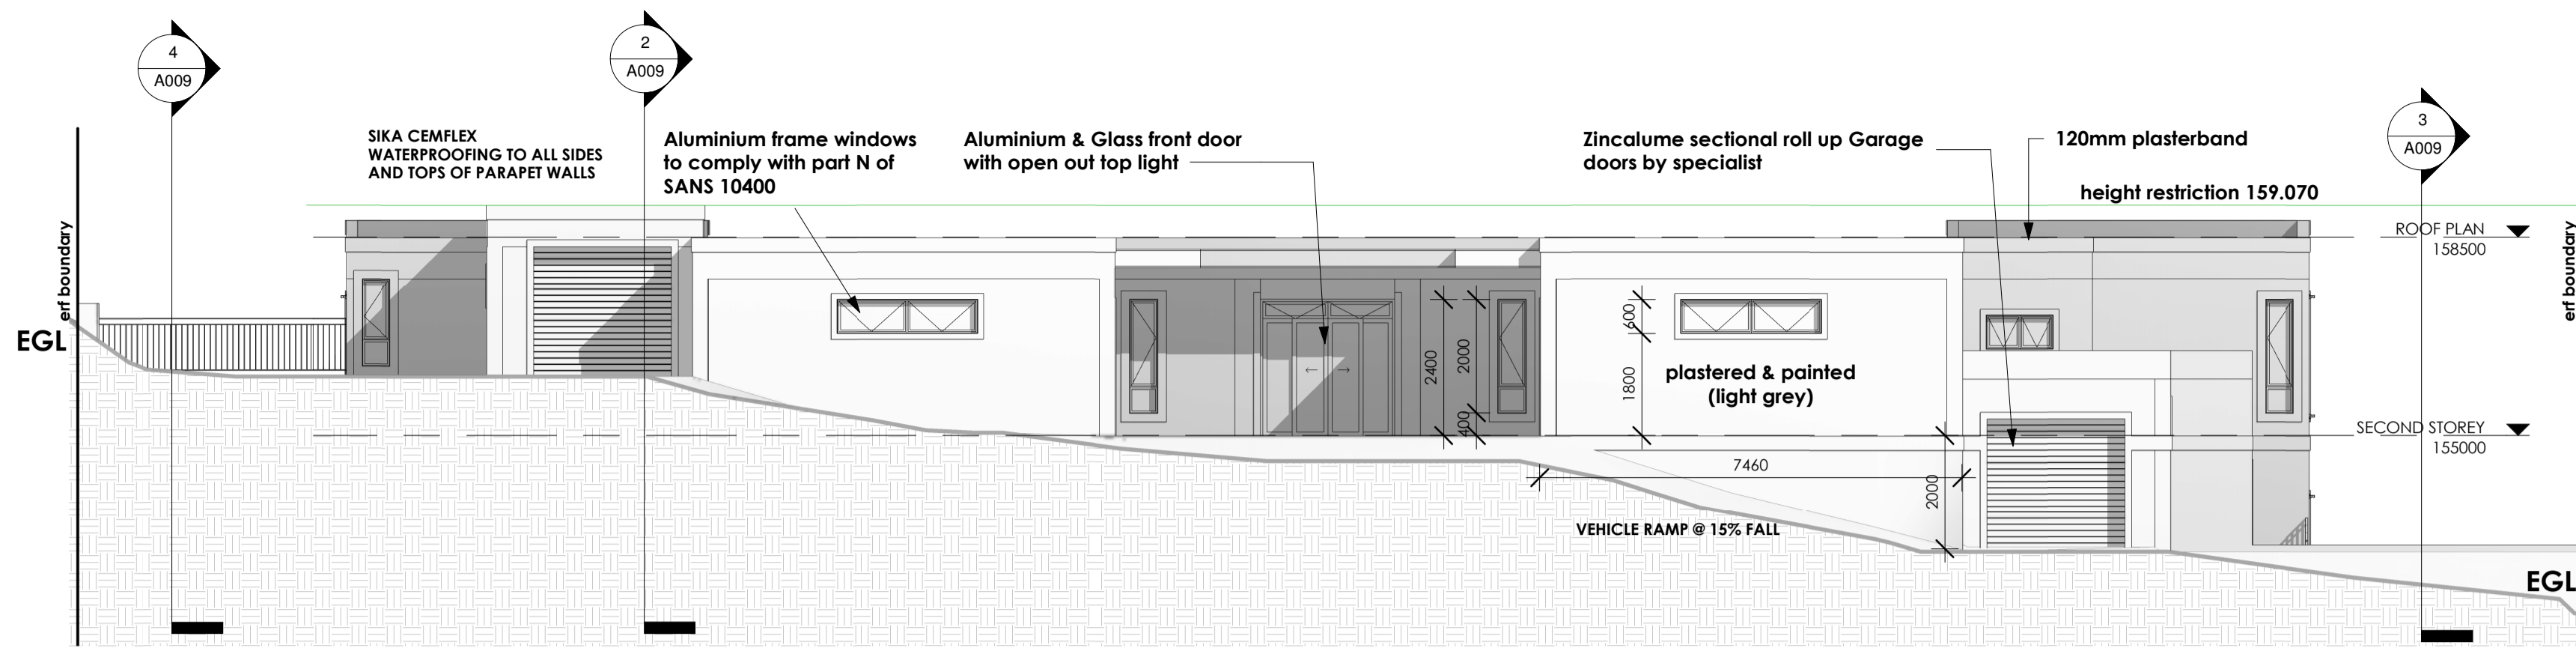 4
A009
2
A009
3
A009
SIKA CEMFLEX
WATERPROOFING TO ALL SIDES
AND TOPS OF PARAPET WALLS
Aluminium frame windows
to comply with part N of
SANS 10400
Aluminium & Glass front door
with open out top light
Zincalume sectional roll up Garage
doors by specialist
120mm plasterband
height restriction 159.070
ROOF PLAN
158500
erf boundary
erf boundary
EGL
600
1800
2400
2000
400
plastered & painted
(light grey)
SECOND STOREY
155000
7460
2000
VEHICLE RAMP @ 15% FALL
EGL